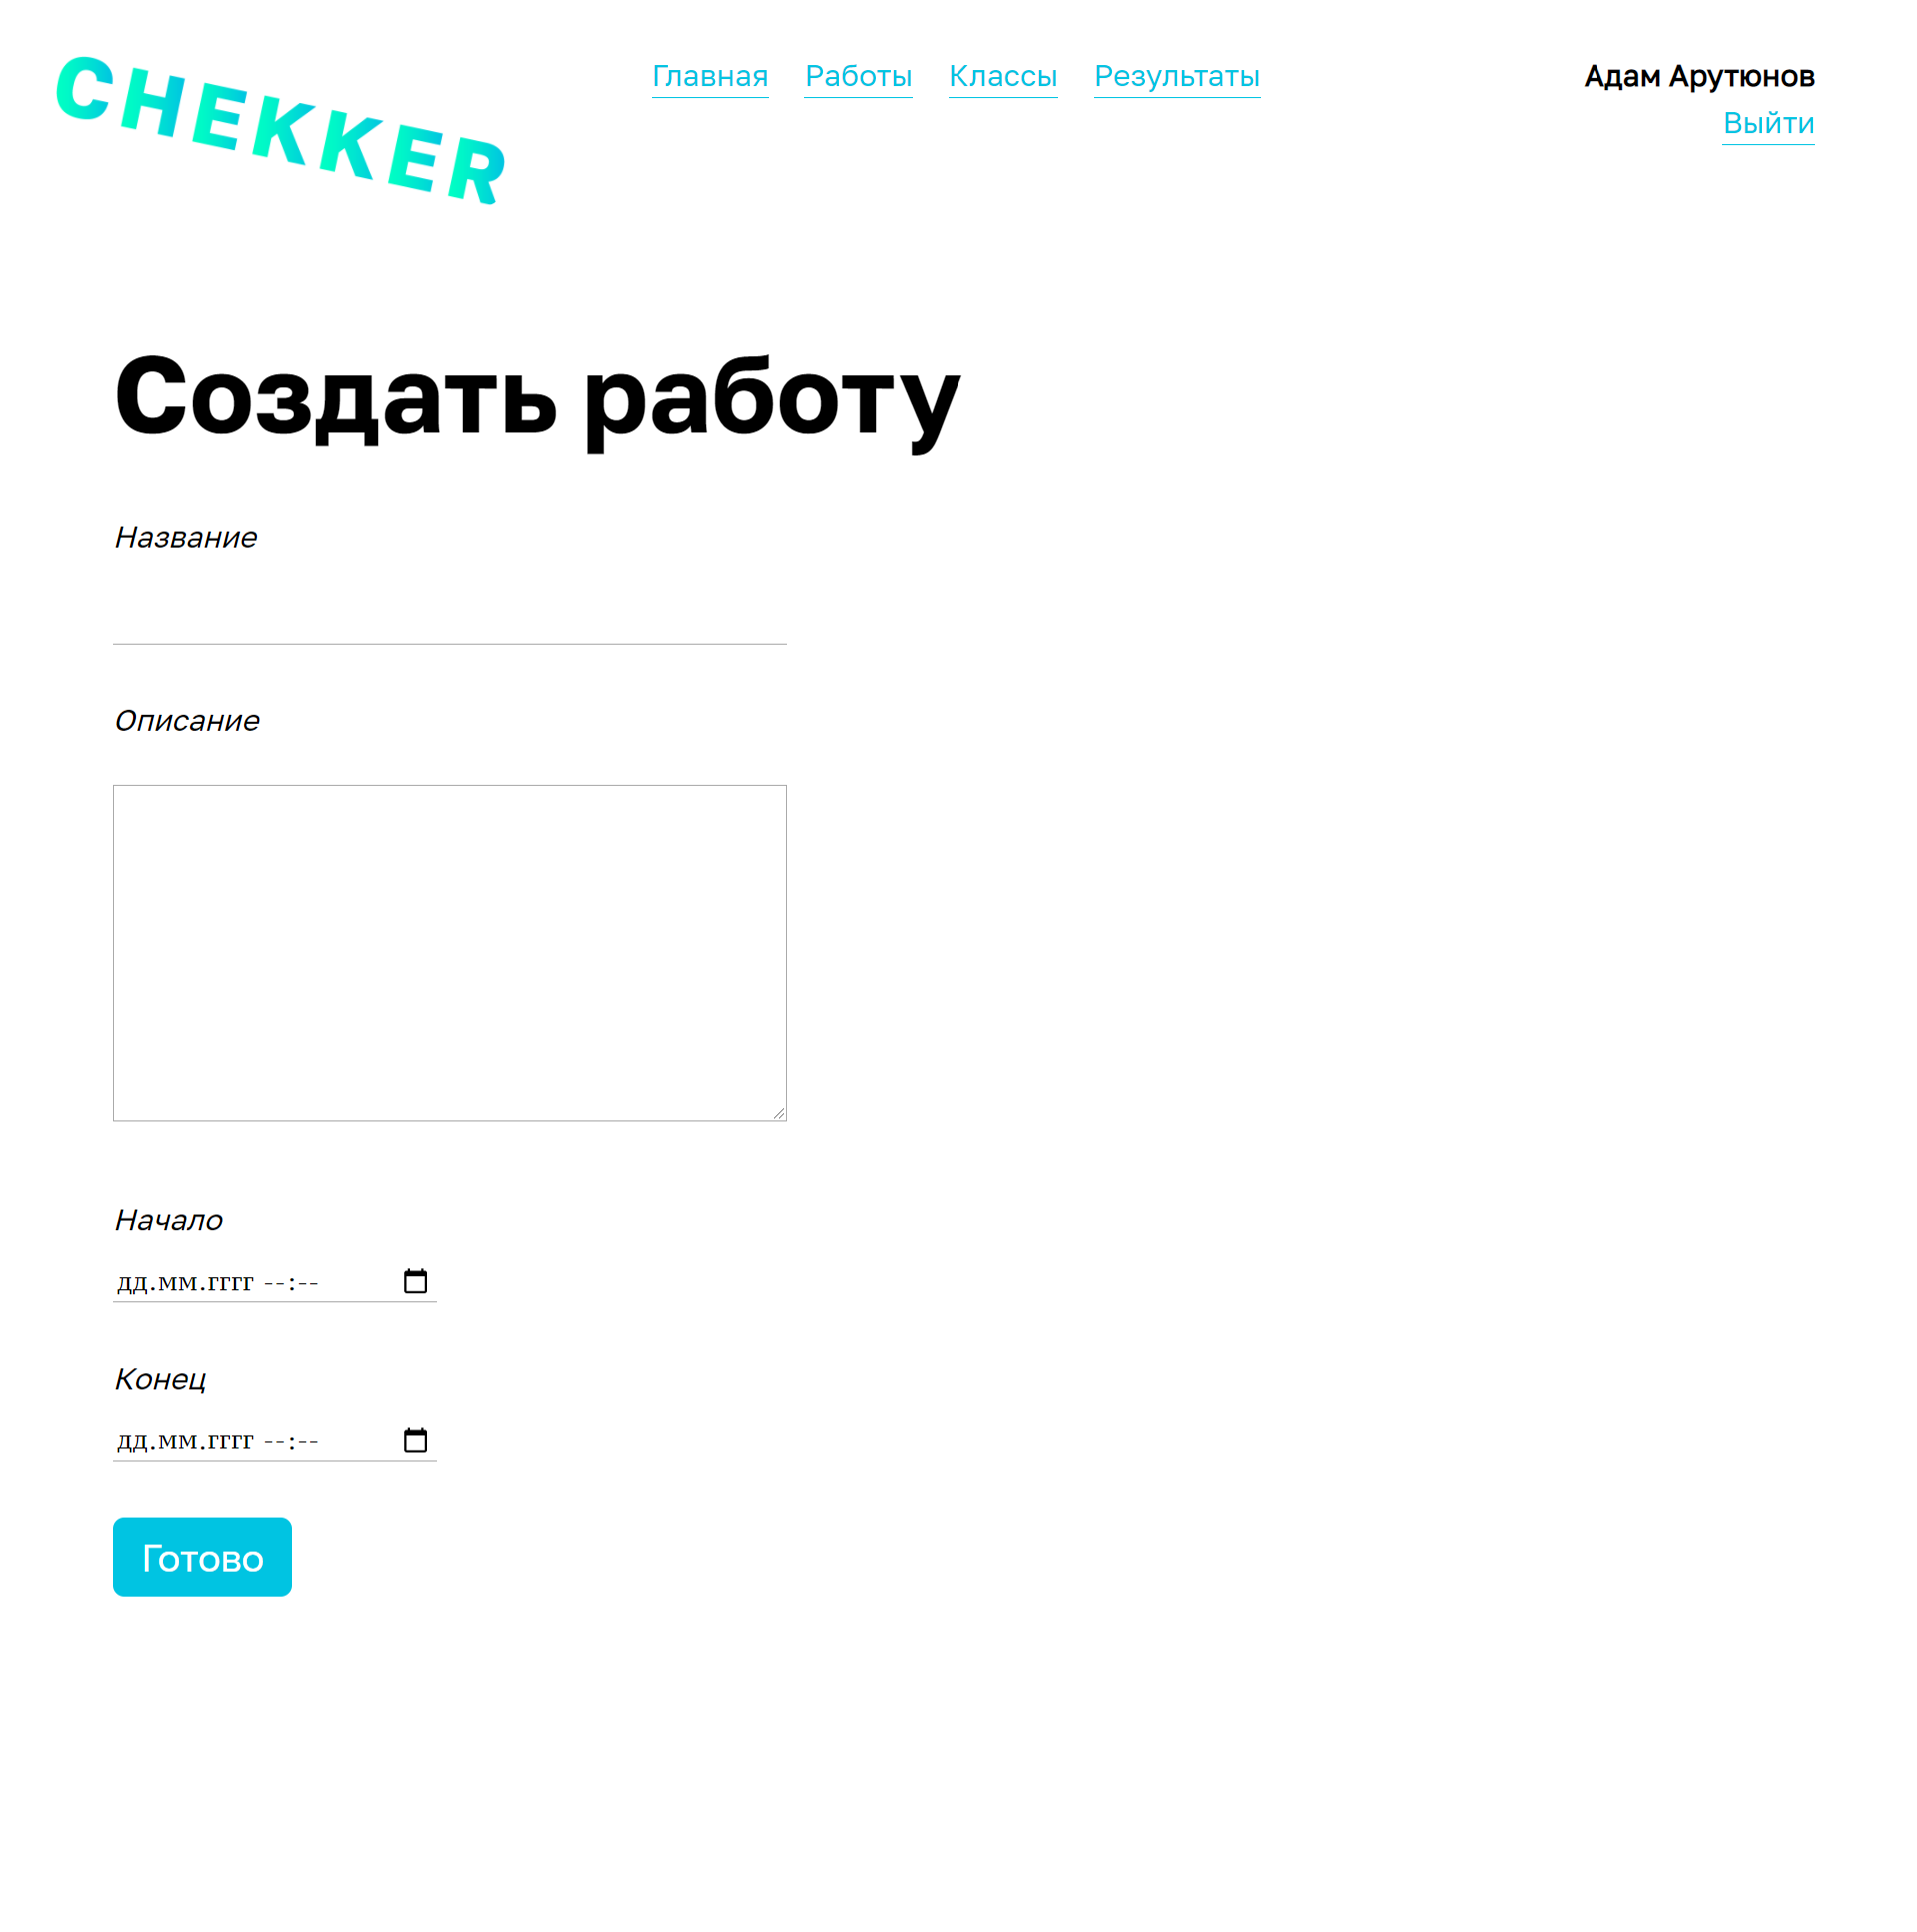 CHEKKER
Главная Работы Классы Результаты
Адам Арутюнов
Выйти
Создать работу
Название
Описание
Начало
дд.мм.гггг --:--
Конец
дд.мм.гггг --:--
Готово